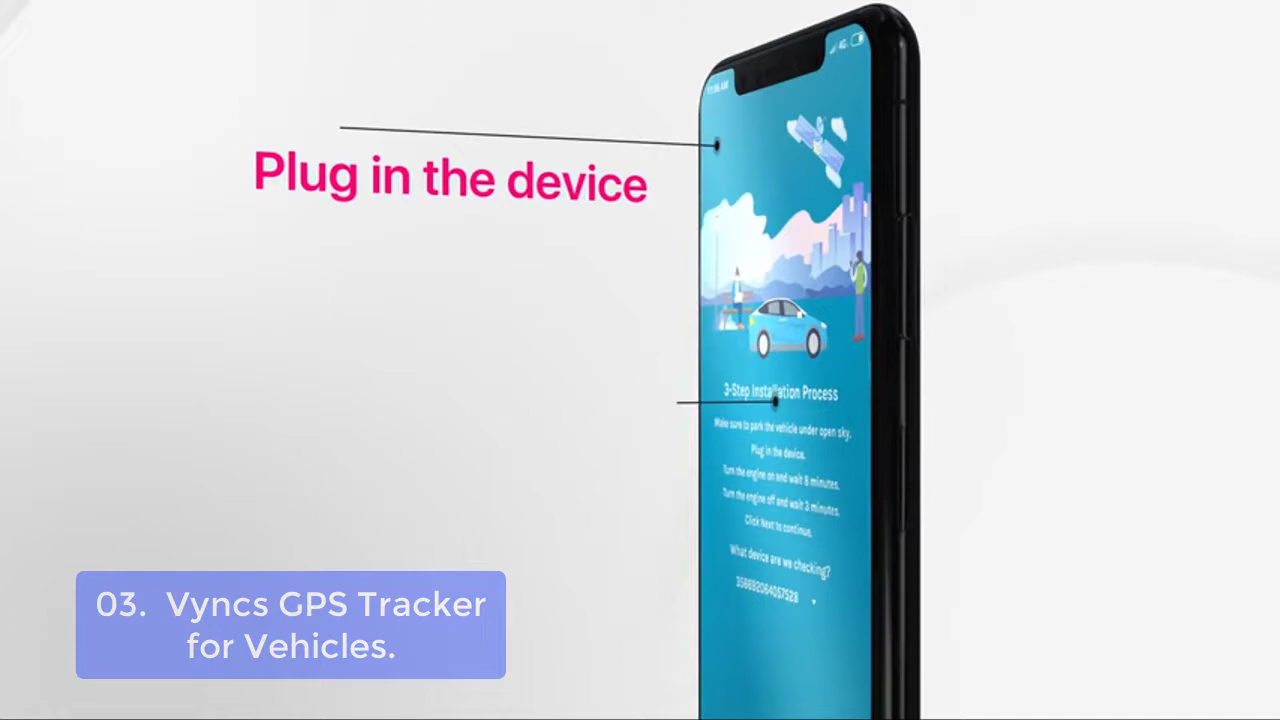 4G
Plug in the device
3-Step Installation Process
Make sure to park the vehicle under open sky.
Plug in the device.
Turn the engine on and wait 8 minutes.
Turn the engine off and wait 3 minutes.
Click Next to continue.
What device are we checking?
03. Vyncs GPS Tracker
for Vehicles.